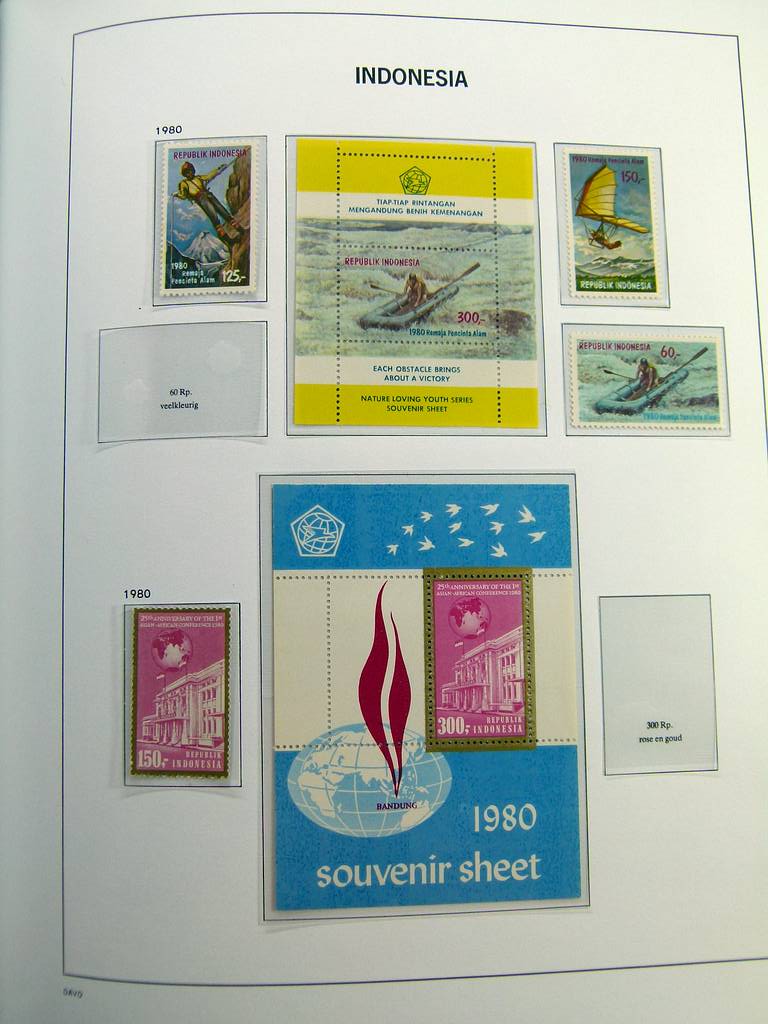 INDONESIA
1980
REPUBLIK INDONESIA
1980
Remaja
Pencinta Alam
125,-
TIAP-TIAP RINTANGAN
MENGANDUNG BENIH KEMENANGAN
REPUBLIK INDONESIA
300,-
1980 Remaja Pencinta Alam
EACH OBSTACLE BRINGS
ABOUT A VICTORY
NATURE LOVING YOUTH SERIES
SOUVENIR SHEET
1980 Remaja Pencinta Alam
150,-
REPUBLIK INDONESIA
60 Rp.
veelkleurig
REPUBLIK INDONESIA
60,-
1980 Remaja Pencinta Alam
1980
25th ANNIVERSARY OF THE 1st
ASIAN-AFRICAN CONFERENCE 1980
150,-
REPUBLIK
INDONESIA
25th ANNIVERSARY OF THE 1st
ASIAN-AFRICAN CONFERENCE 1980
300,-
REPUBLIK
INDONESIA
BANDUNG
1980
souvenir sheet
300 Rp.
rose en goud
DAVO